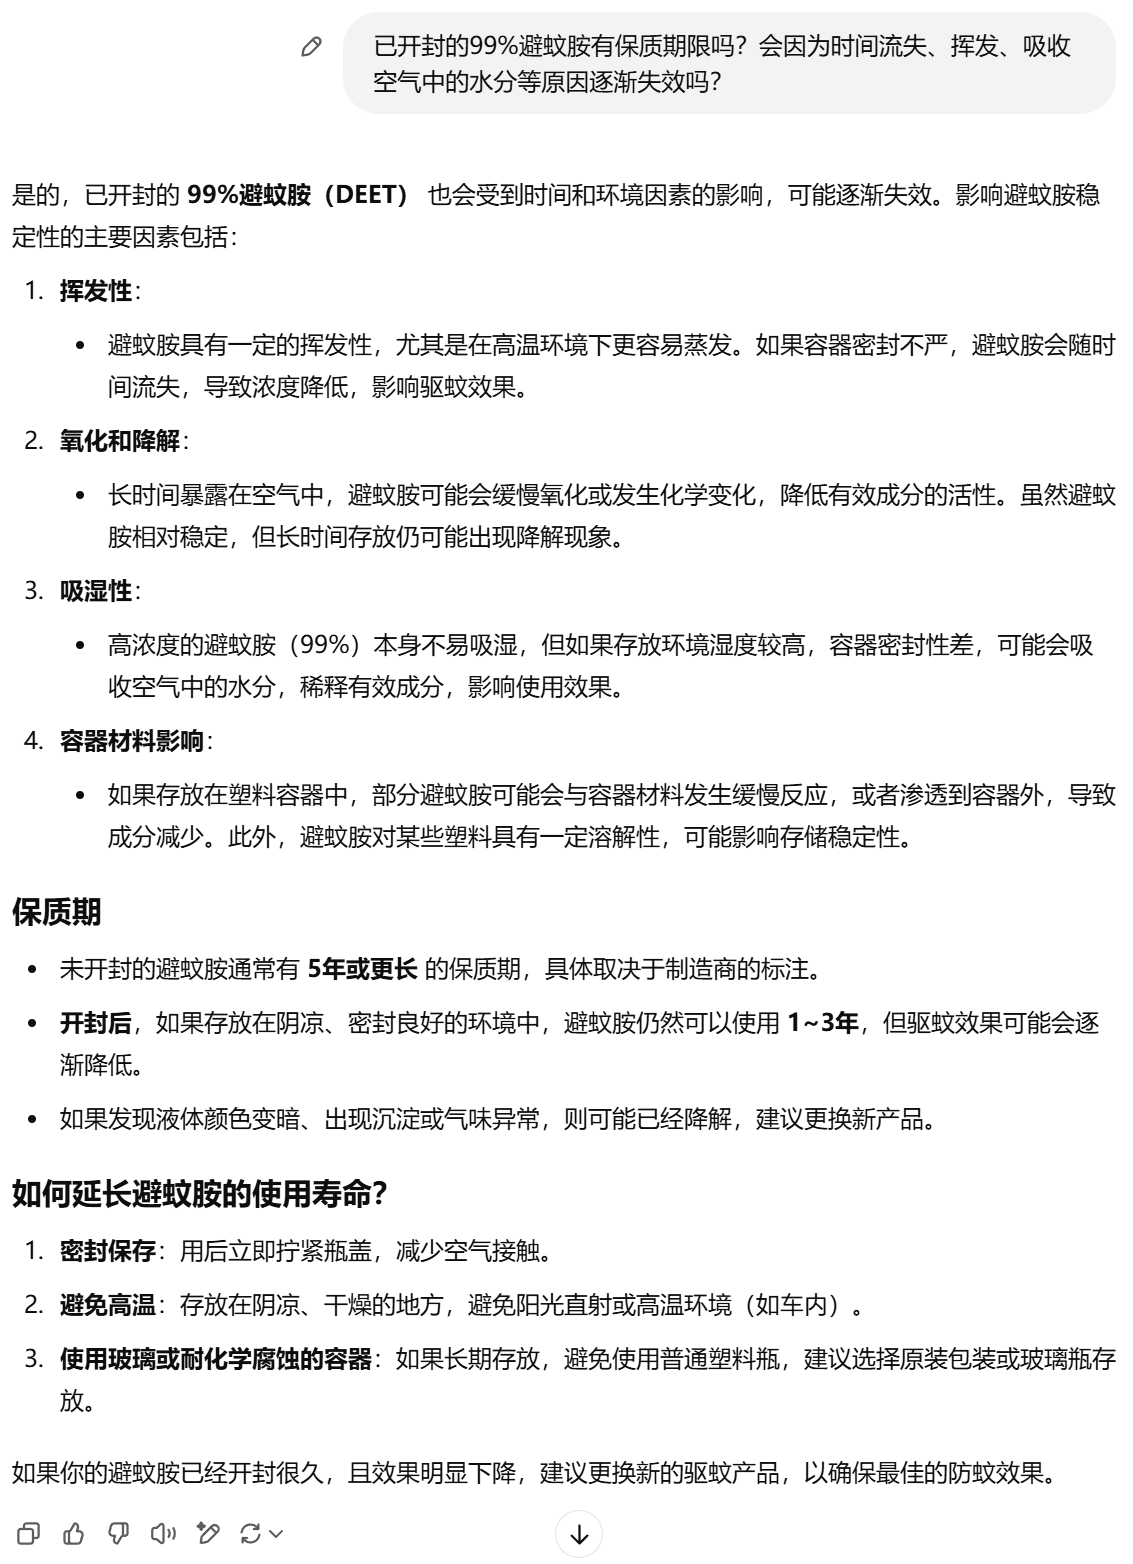 已开封的99%避蚊胺有保质期限吗？会因为时间流失、挥发、吸收
空气中的水分等原因逐渐失效吗？
是的，已开封的 99%避蚊胺（DEET） 也会受到时间和环境因素的影响，可能逐渐失效。影响避蚊胺稳
定性的主要因素包括：
1. 挥发性：
• 避蚊胺具有一定的挥发性，尤其是在高温环境下更容易蒸发。如果容器密封不严，避蚊胺会随时
间流失，导致浓度降低，影响驱蚊效果。
2. 氧化和降解：
• 长时间暴露在空气中，避蚊胺可能会缓慢氧化或发生化学变化，降低有效成分的活性。虽然避蚊
胺相对稳定，但长时间存放仍可能出现降解现象。
3. 吸湿性：
• 高浓度的避蚊胺（99%）本身不易吸湿，但如果存放环境湿度较高，容器密封性差，可能会吸
收空气中的水分，稀释有效成分，影响使用效果。
4. 容器材料影响：
• 如果存放在塑料容器中，部分避蚊胺可能会与容器材料发生缓慢反应，或者渗透到容器外，导致
成分减少。此外，避蚊胺对某些塑料具有一定溶解性，可能影响存储稳定性。
保质期
• 未开封的避蚊胺通常有 5年或更长 的保质期，具体取决于制造商的标注。
• 开封后，如果存放在阴凉、密封良好的环境中，避蚊胺仍然可以使用 1~3年，但驱蚊效果可能会逐
渐降低。
• 如果发现液体颜色变暗、出现沉淀或气味异常，则可能已经降解，建议更换新产品。
如何延长避蚊胺的使用寿命？
1. 密封保存：用后立即拧紧瓶盖，减少空气接触。
2. 避免高温：存放在阴凉、干燥的地方，避免阳光直射或高温环境（如车内）。
3. 使用玻璃或耐化学腐蚀的容器：如果长期存放，避免使用普通塑料瓶，建议选择原装包装或玻璃瓶存
放。
如果你的避蚊胺已经开封很久，且效果明显下降，建议更换新的驱蚊产品，以确保最佳的防蚊效果。